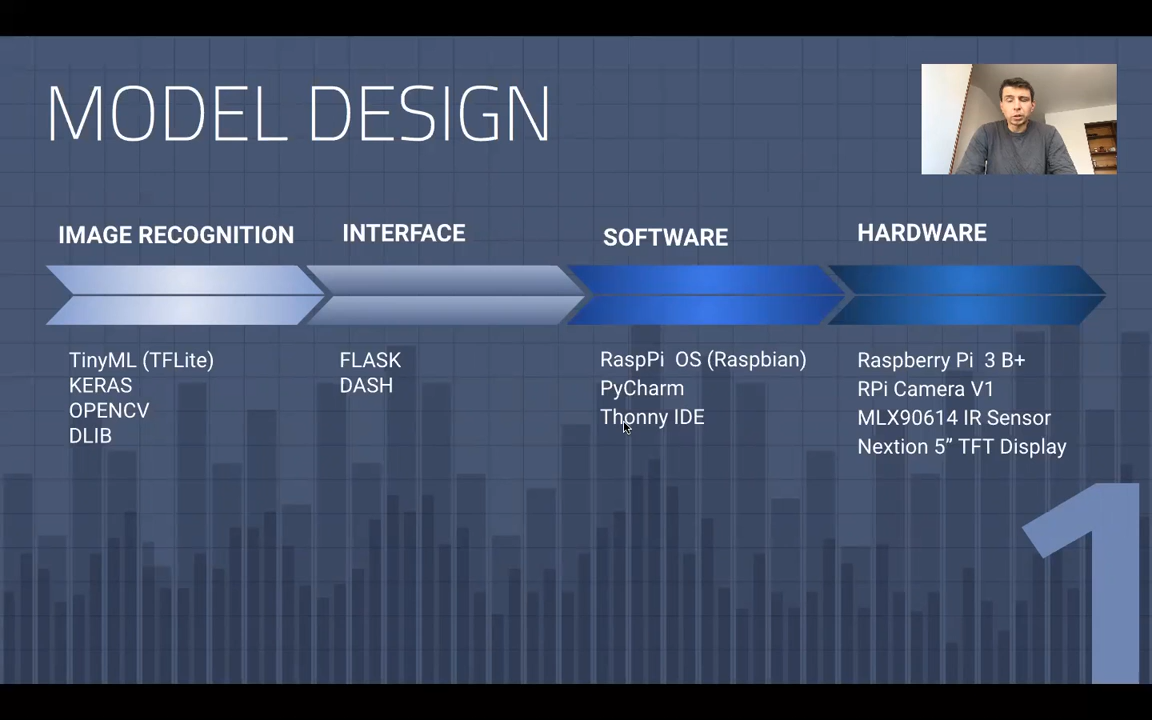 MODEL DESIGN
IMAGE RECOGNITION
TinyML (TFLite)
KERAS
OPENCV
DLIB
INTERFACE
FLASK
DASH
SOFTWARE
RaspPi OS (Raspbian)
PyCharm
Thonny IDE
HARDWARE
Raspberry Pi 3 B+
RPi Camera V1
MLX90614 IR Sensor
Nextion 5” TFT Display
1